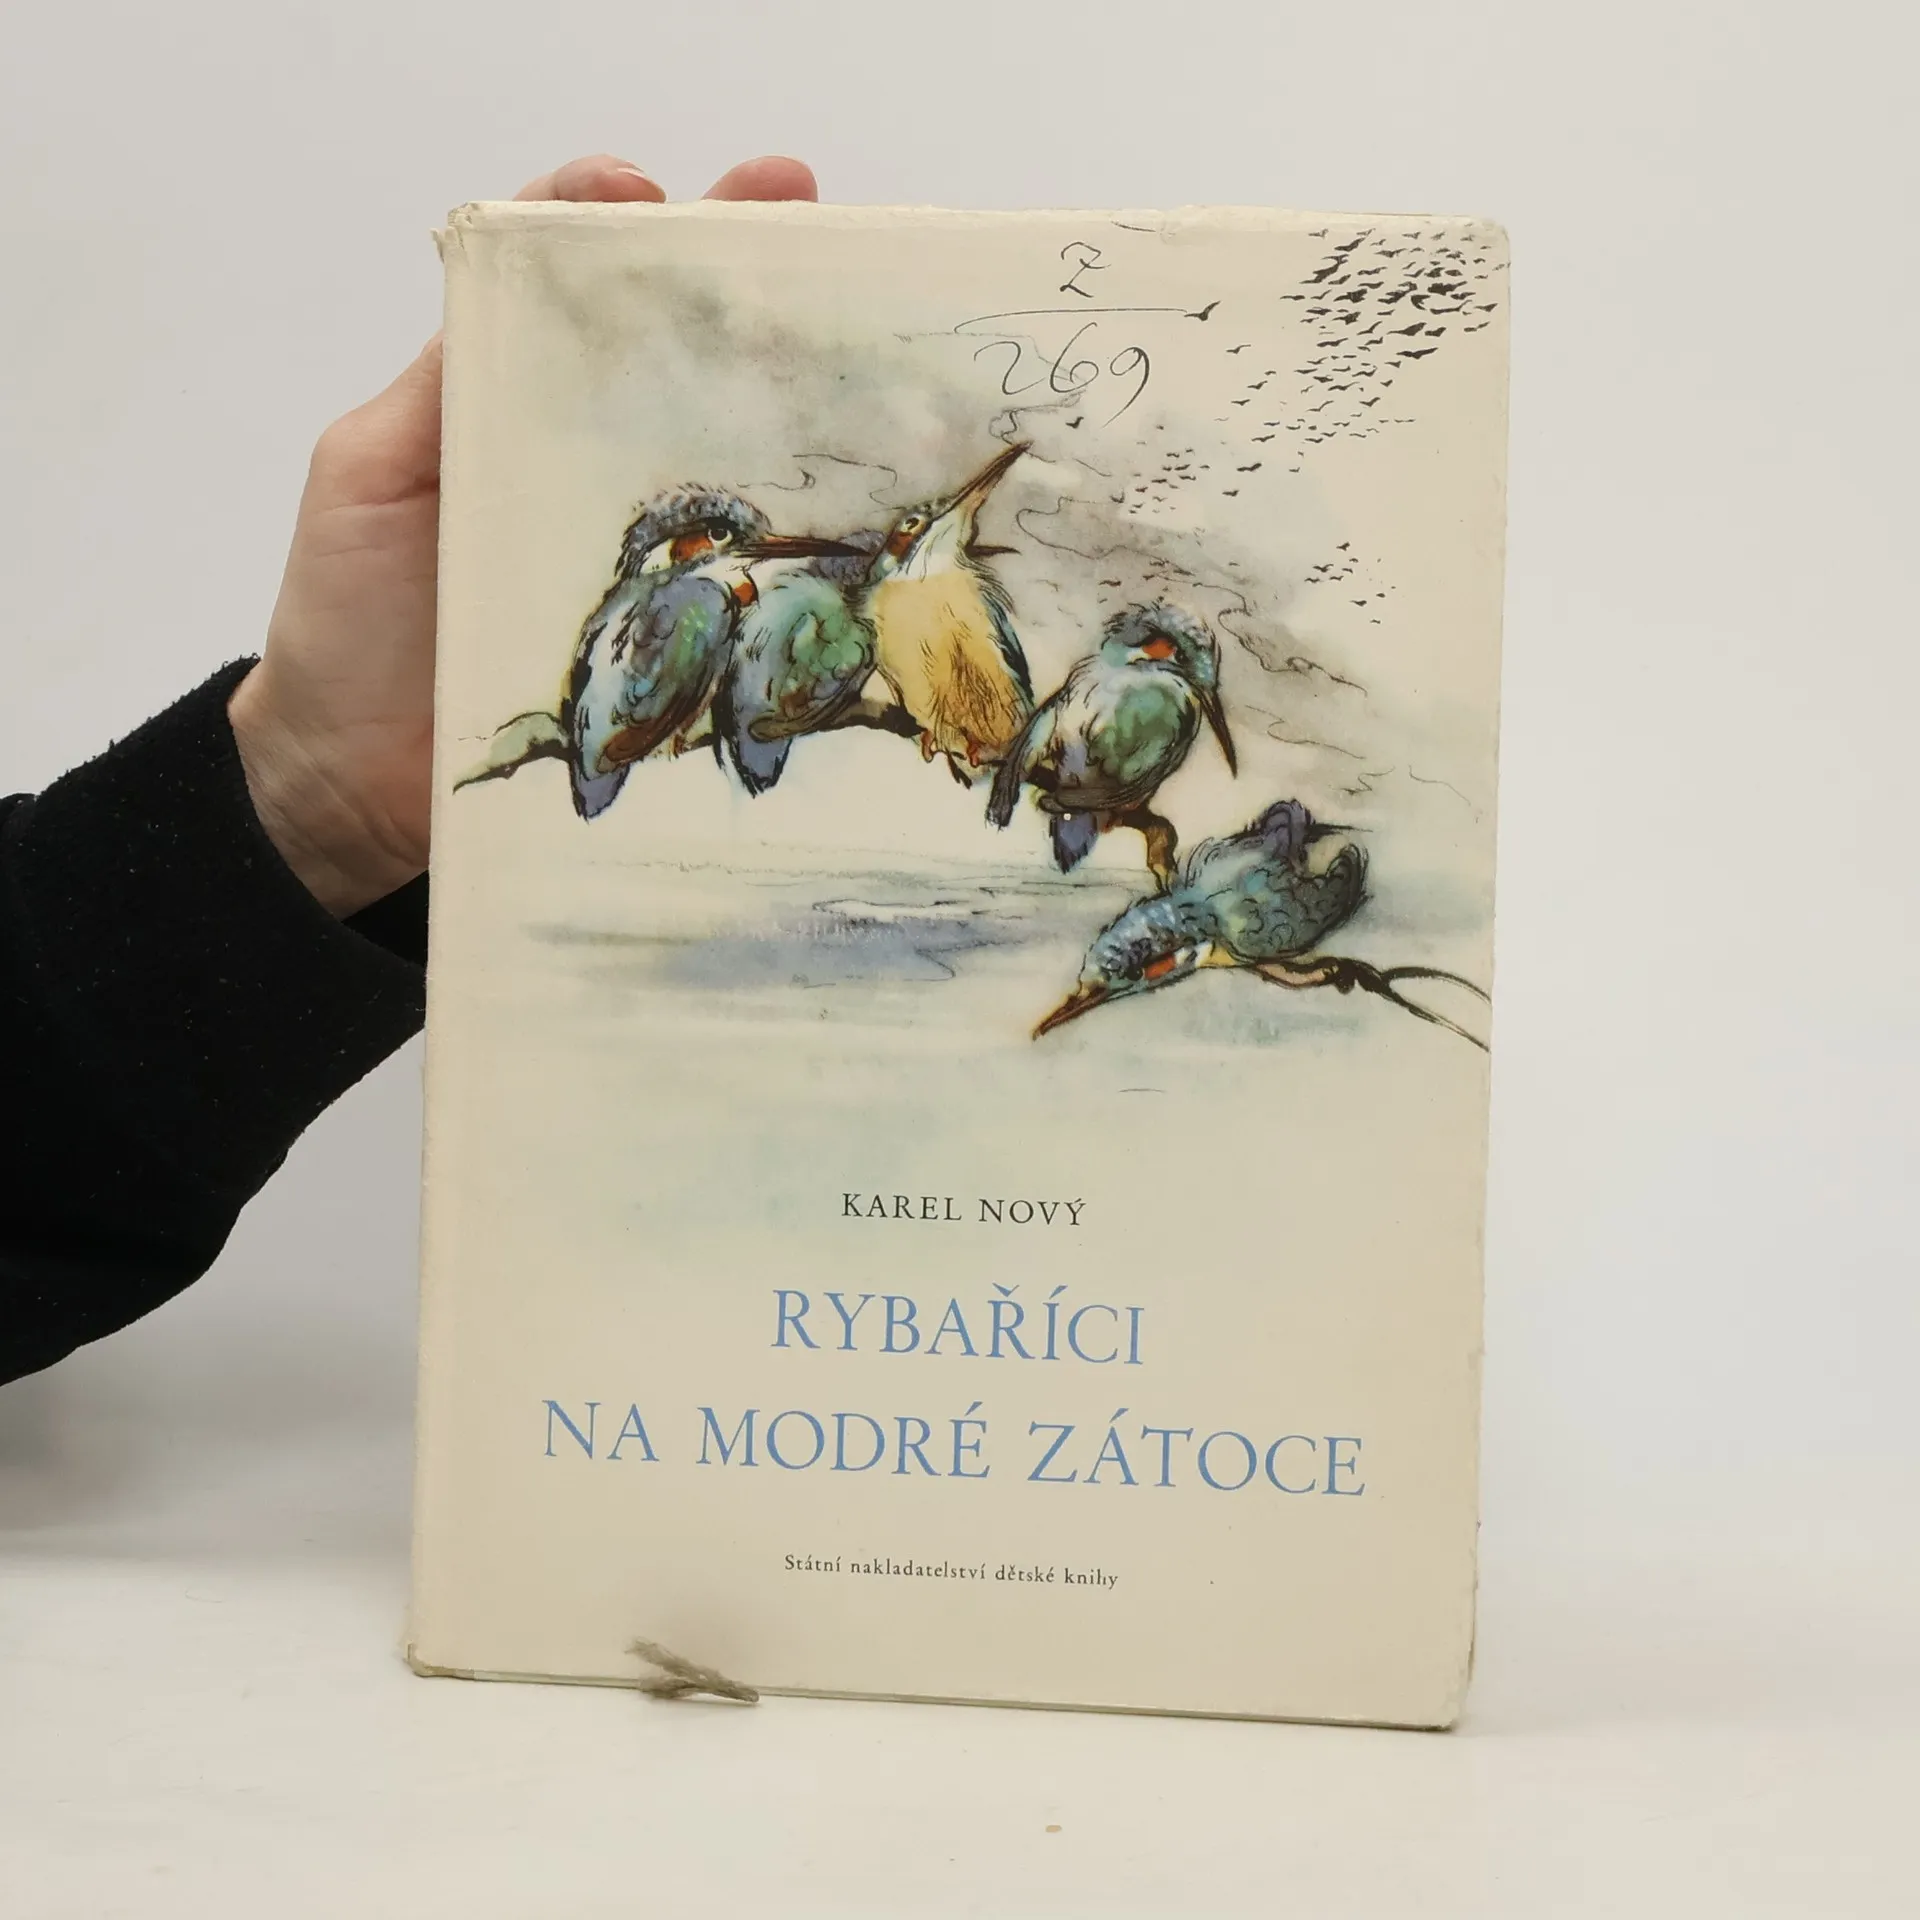 Z
269
KAREL NOVÝ
RYBAŘÍCI
NA MODRÉ ZÁTOCE
Státní nakladatelství dětské knihy